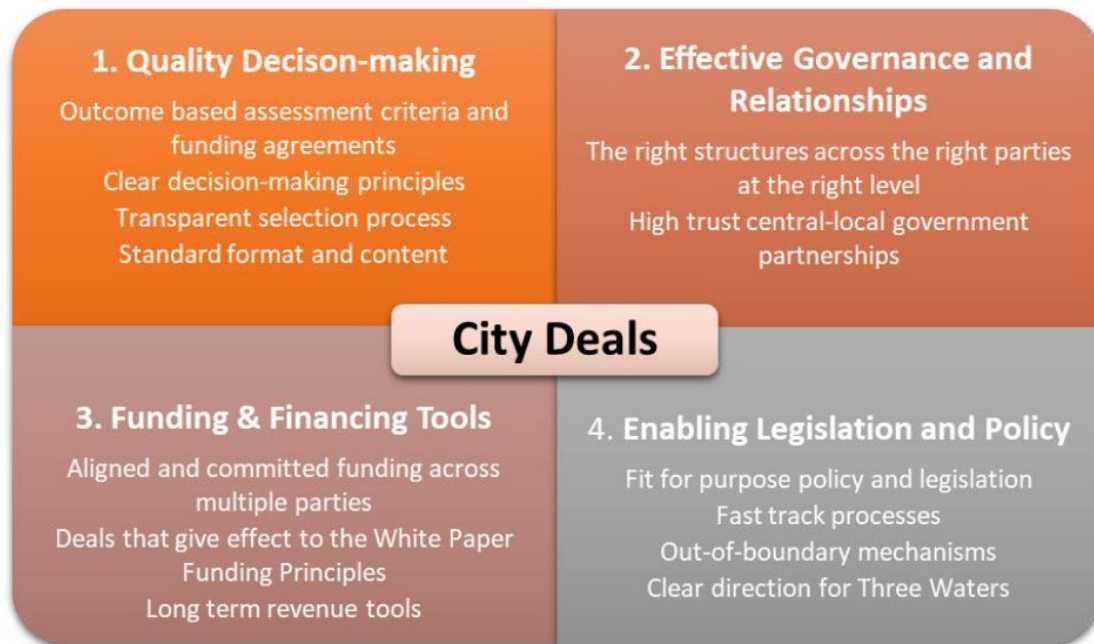 1. Quality Decison-making
Outcome based assessment criteria and
funding agreements
Clear decision-making principles
Transparent selection process
Standard format and content
2. Effective Governance and
Relationships
The right structures across the right parties
at the right level
High trust central-local government
partnerships
City Deals
3. Funding & Financing Tools
Aligned and committed funding across
multiple parties
Deals that give effect to the White Paper
Funding Principles
Long term revenue tools
4. Enabling Legislation and Policy
Fit for purpose policy and legislation
Fast track processes
Out-of-boundary mechanisms
Clear direction for Three Waters